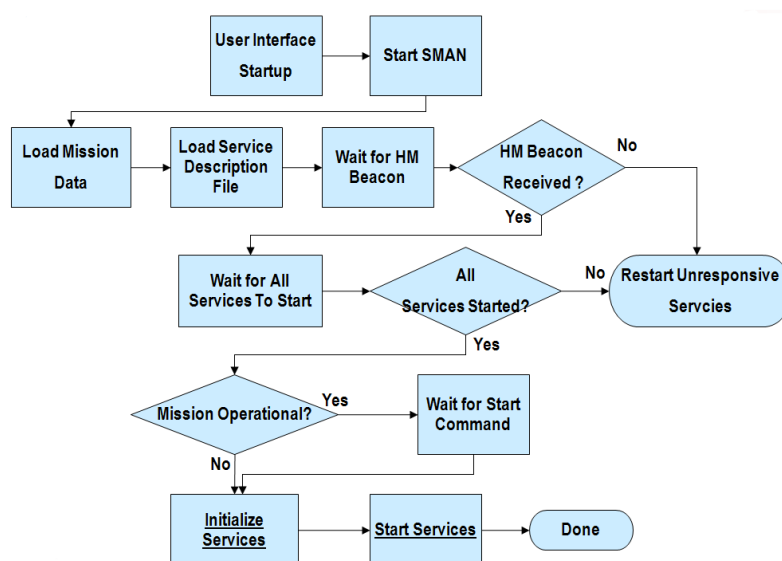 User Interface
Startup
Start SMAN
Load Mission
Data
Load Service
Description
File
Wait for HM
Beacon
HM Beacon
Received ?
No
Yes
Wait for All
Services To Start
All
Services Started?
No
Restart Unresponsive
Servcies
Yes
Mission Operational?
Yes
Wait for Start
Command
No
Initialize
Services
Start Services
Done